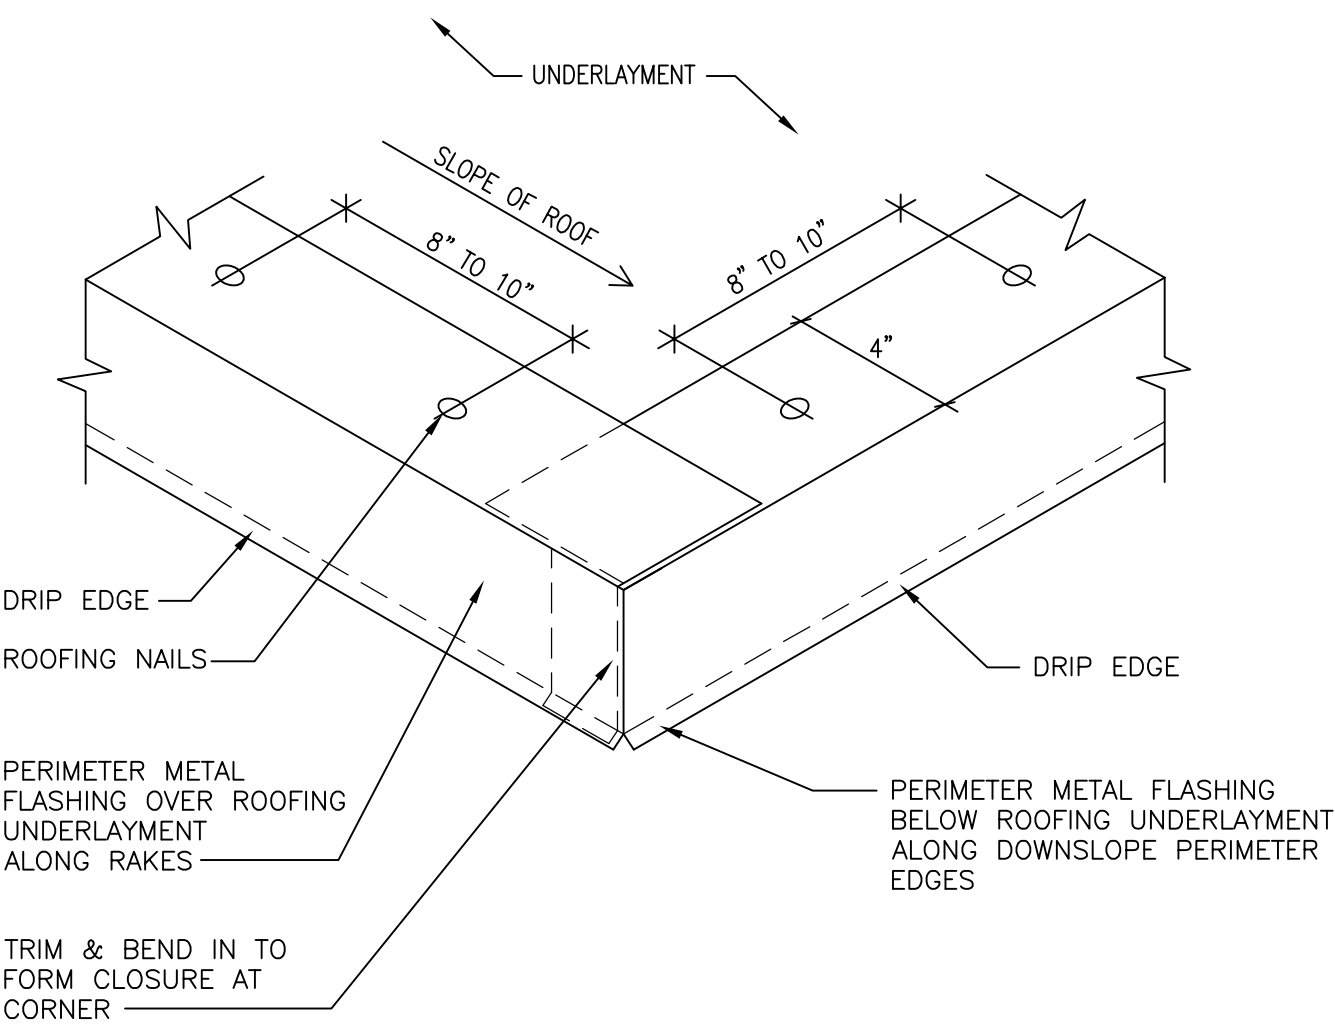 UNDERLAYMENT
SLOPE OF ROOF
8" TO 10"
8" TO 10"
4"
DRIP EDGE
ROOFING NAILS
DRIP EDGE
PERIMETER METAL
FLASHING OVER ROOFING
UNDERLAYMENT
ALONG RAKES
PERIMETER METAL FLASHING
BELOW ROOFING UNDERLAYMENT
ALONG DOWNSLOPE PERIMETER
EDGES
TRIM & BEND IN TO
FORM CLOSURE AT
CORNER